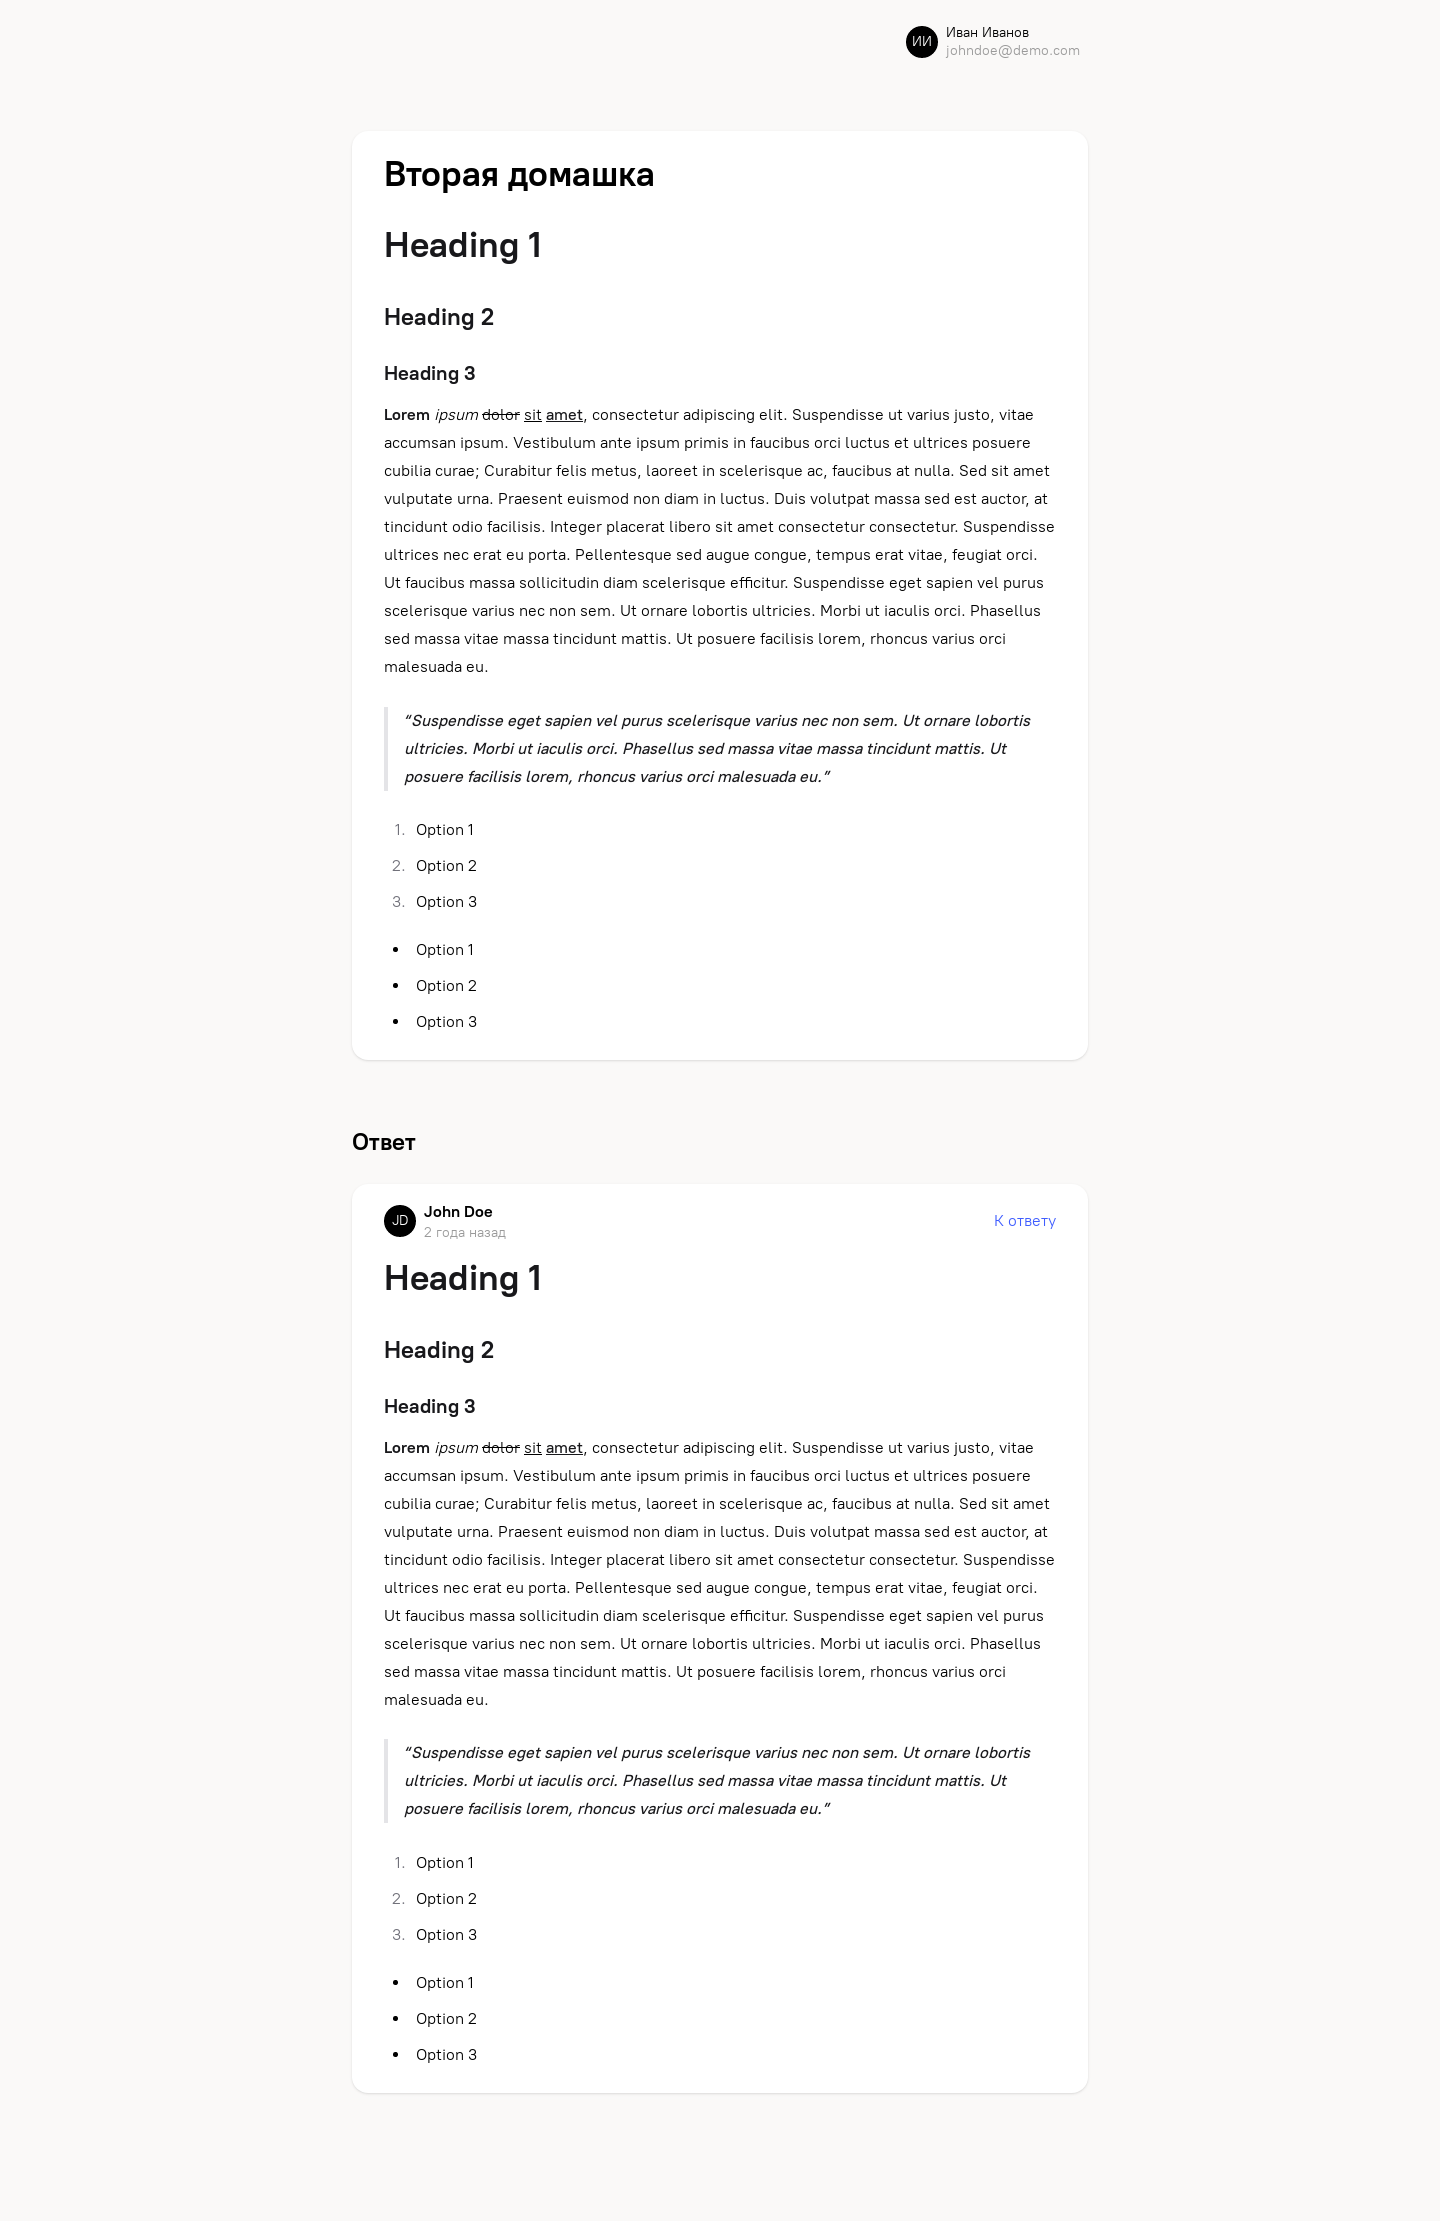 ИИ
Иван Иванов
johndoe@demo.com
Вторая домашка
Heading 1
Heading 2
Heading 3
Lorem ipsum dolor sit amet, consectetur adipiscing elit. Suspendisse ut varius justo, vitae
accumsan ipsum. Vestibulum ante ipsum primis in faucibus orci luctus et ultrices posuere
cubilia curae; Curabitur felis metus, laoreet in scelerisque ac, faucibus at nulla. Sed sit amet
vulputate urna. Praesent euismod non diam in luctus. Duis volutpat massa sed est auctor, at
tincidunt odio facilisis. Integer placerat libero sit amet consectetur consectetur. Suspendisse
ultrices nec erat eu porta. Pellentesque sed augue congue, tempus erat vitae, feugiat orci.
Ut faucibus massa sollicitudin diam scelerisque efficitur. Suspendisse eget sapien vel purus
scelerisque varius nec non sem. Ut ornare lobortis ultricies. Morbi ut iaculis orci. Phasellus
sed massa vitae massa tincidunt mattis. Ut posuere facilisis lorem, rhoncus varius orci
malesuada eu.
“Suspendisse eget sapien vel purus scelerisque varius nec non sem. Ut ornare lobortis
ultricies. Morbi ut iaculis orci. Phasellus sed massa vitae massa tincidunt mattis. Ut
posuere facilisis lorem, rhoncus varius orci malesuada eu.”
1. Option 1
2. Option 2
3. Option 3
• Option 1
• Option 2
• Option 3
Ответ
JD
John Doe
2 года назад
К ответу
Heading 1
Heading 2
Heading 3
Lorem ipsum dolor sit amet, consectetur adipiscing elit. Suspendisse ut varius justo, vitae
accumsan ipsum. Vestibulum ante ipsum primis in faucibus orci luctus et ultrices posuere
cubilia curae; Curabitur felis metus, laoreet in scelerisque ac, faucibus at nulla. Sed sit amet
vulputate urna. Praesent euismod non diam in luctus. Duis volutpat massa sed est auctor, at
tincidunt odio facilisis. Integer placerat libero sit amet consectetur consectetur. Suspendisse
ultrices nec erat eu porta. Pellentesque sed augue congue, tempus erat vitae, feugiat orci.
Ut faucibus massa sollicitudin diam scelerisque efficitur. Suspendisse eget sapien vel purus
scelerisque varius nec non sem. Ut ornare lobortis ultricies. Morbi ut iaculis orci. Phasellus
sed massa vitae massa tincidunt mattis. Ut posuere facilisis lorem, rhoncus varius orci
malesuada eu.
“Suspendisse eget sapien vel purus scelerisque varius nec non sem. Ut ornare lobortis
ultricies. Morbi ut iaculis orci. Phasellus sed massa vitae massa tincidunt mattis. Ut
posuere facilisis lorem, rhoncus varius orci malesuada eu.”
1. Option 1
2. Option 2
3. Option 3
• Option 1
• Option 2
• Option 3